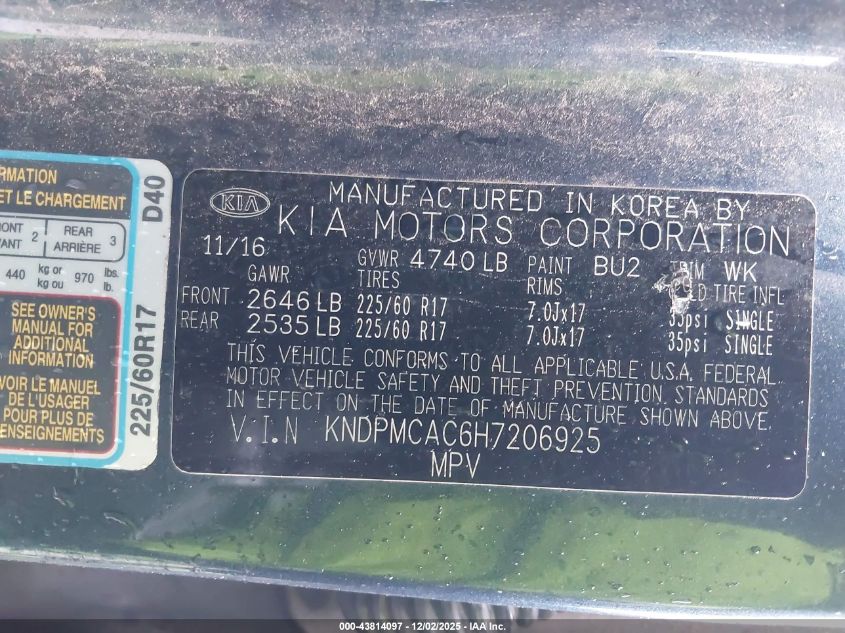 RMATION
ET LE CHARGEMENT
ONT 2 REAR 3
VANT ARRIÈRE
440 kg or kg ou 970 lbs. lb.
SEE OWNER'S
MANUAL FOR
ADDITIONAL
INFORMATION
VOIR LE MANUEL
DE L'USAGER
POUR PLUS DE
RENSEIGNEMENTS
D40
225/60R17
KIA
MANUFACTURED IN KOREA BY
KIA MOTORS CORPORATION
11/16 GVWR 4740 LB PAINT BU2 TRIM WK
GAWR TIRES RIMS TIRE INFL
FRONT 2646 LB 225/60 R17 7.0Jx17 35psi SINGLE
REAR 2535 LB 225/60 R17 7.0Jx17 35psi SINGLE
THIS VEHICLE CONFORMS TO ALL APPLICABLE U.S.A. FEDERAL
MOTOR VEHICLE SAFETY AND THEFT PREVENTION STANDARDS
IN EFFECT ON THE DATE OF MANUFACTURE SHOWN ABOVE.
V.I.N KNDPMCAC6H7206925
MPV
000-43814097 - 12/02/2025 - IAA Inc.